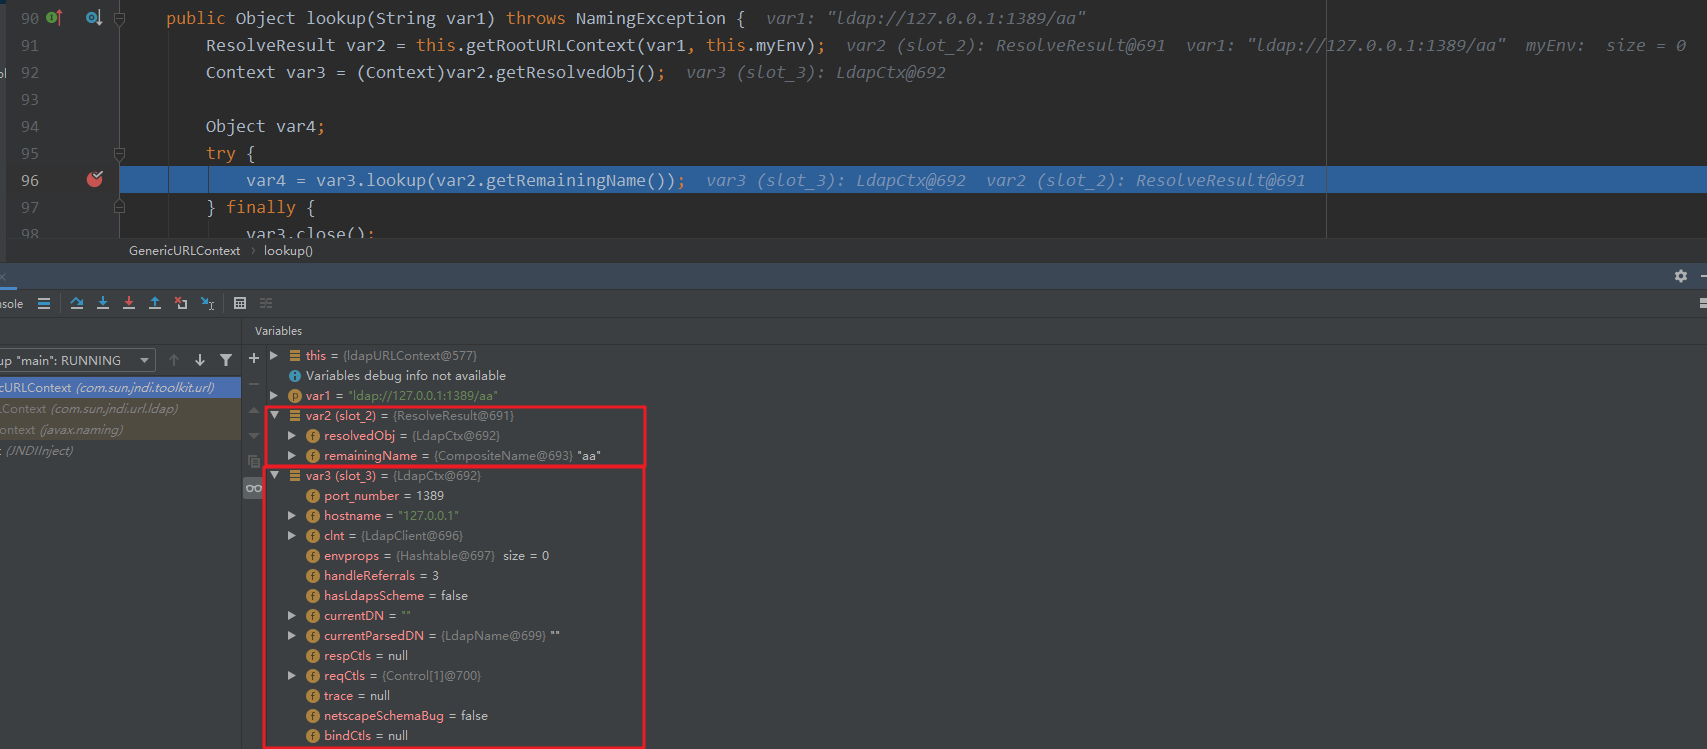 90 public Object lookup(String var1) throws NamingException { var1: "ldap://127.0.0.1:1389/aa"
91 ResolveResult var2 = this.getRootURLContext(var1, this.myEnv); var2 (slot_2): ResolveResult@691 var1: "ldap://127.0.0.1:1389/aa" myEnv: size = 0
92 Context var3 = (Context)var2.getResolvedObj(); var3 (slot_3): LdapCtx@692
93
94 Object var4;
95 try {
96 var4 = var3.lookup(var2.getRemainingName()); var3 (slot_3): LdapCtx@692 var2 (slot_2): ResolveResult@691
97 } finally {
98 var3.close();
GenericURLContext › lookup()
nsole
Variables
up "main": RUNNING
this = {ldapURLContext@577}
Variables debug info not available
cURLContext (com.sun.jndi.toolkit.url)
var1 = "ldap://127.0.0.1:1389/aa"
LContext (com.sun.jndi.url.ldap)
var2 (slot_2) = {ResolveResult@691}
ontext (javax.naming)
resolvedObj = {LdapCtx@692}
(JNDIInject)
remainingName = {CompositeName@693} "aa"
var3 (slot_3) = {LdapCtx@692}
port_number = 1389
hostname = "127.0.0.1"
clnt = {LdapClient@696}
envprops = {Hashtable@697} size = 0
handleReferrals = 3
hasLdapsScheme = false
currentDN = ""
currentParsedDN = {LdapName@699} ""
respCtls = null
reqCtls = {Control[1]@700}
trace = null
netscapeSchemaBug = false
bindCtls = null